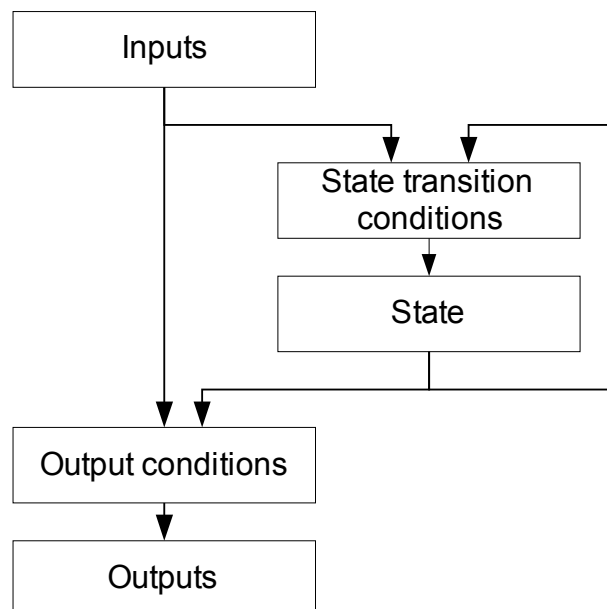 Inputs
State transition
conditions
State
Output conditions
Outputs